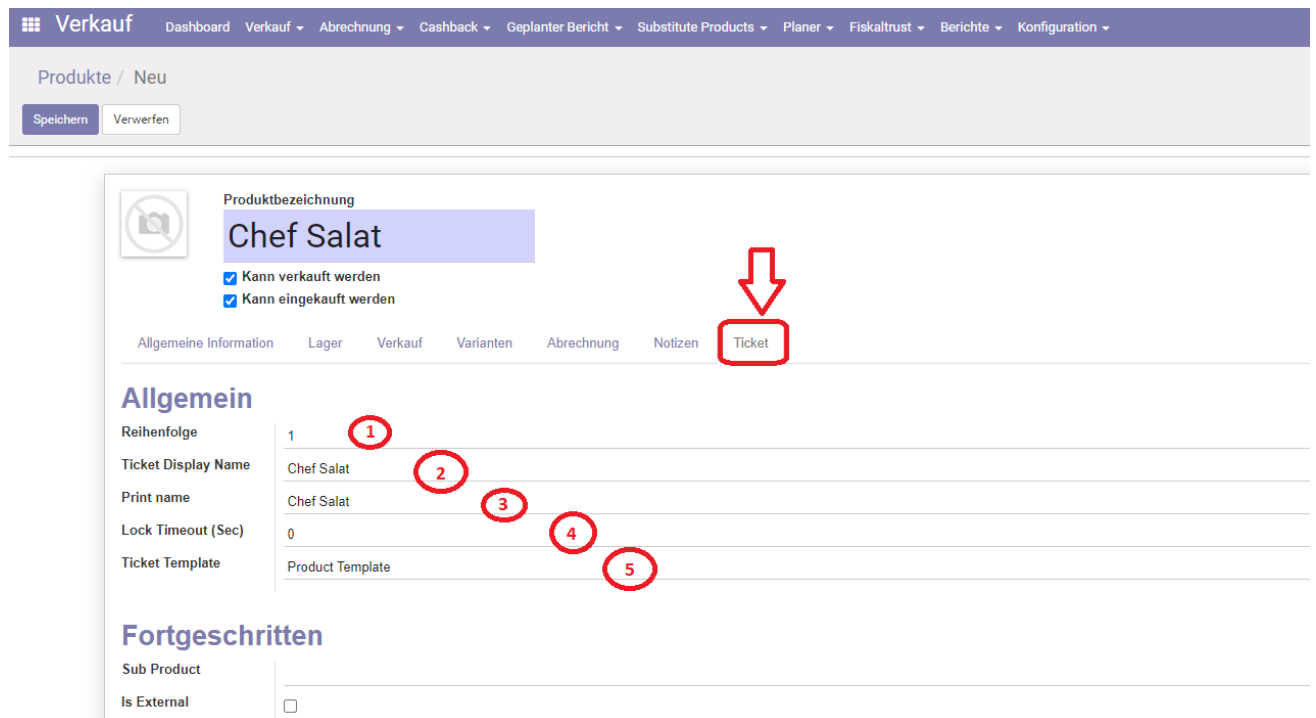 Verkauf Dashboard Verkauf Abrechnung Cashback Geplanter Bericht Substitute Products Planer Fiskaltrust Berichte Konfiguration
Produkte / Neu
Speichern Verwerfen
Produktbezeichnung
Chef Salat
Kann verkauft werden
Kann eingekauft werden
Allgemeine Information Lager Verkauf Varianten Abrechnung Notizen Ticket
Allgemein
Reihenfolge 1 1
Ticket Display Name Chef Salat 2
Print name Chef Salat 3
Lock Timeout (Sec) 0 4
Ticket Template Product Template 5
Fortgeschritten
Sub Product
Is External